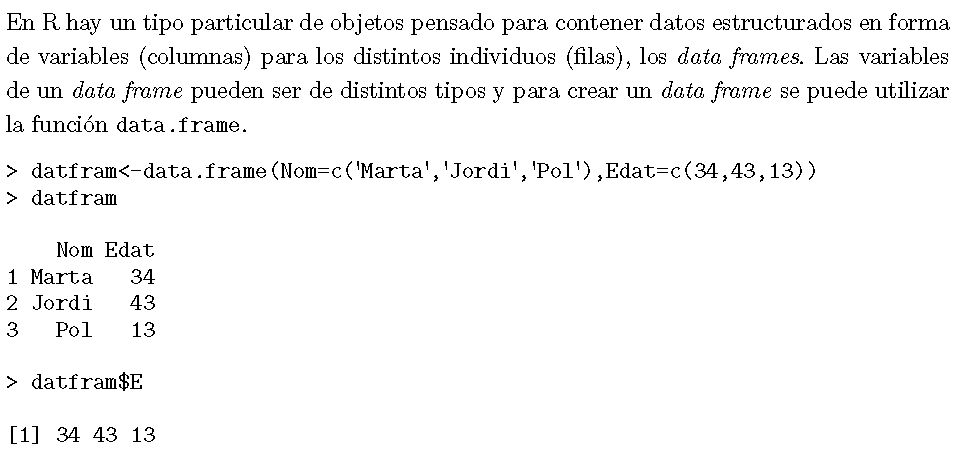 En R hay un tipo particular de objetos pensado para contener datos estructurados en forma
de variables (columnas) para los distintos individuos (filas), los data frames. Las variables
de un data frame pueden ser de distintos tipos y para crear un data frame se puede utilizar
la función data.frame.
> datfram<-data.frame(Nom=c('Marta','Jordi','Pol'),Edat=c(34,43,13))
> datfram
    Nom Edat
1 Marta   34
2 Jordi   43
3   Pol   13
> datfram$E
[1] 34 43 13